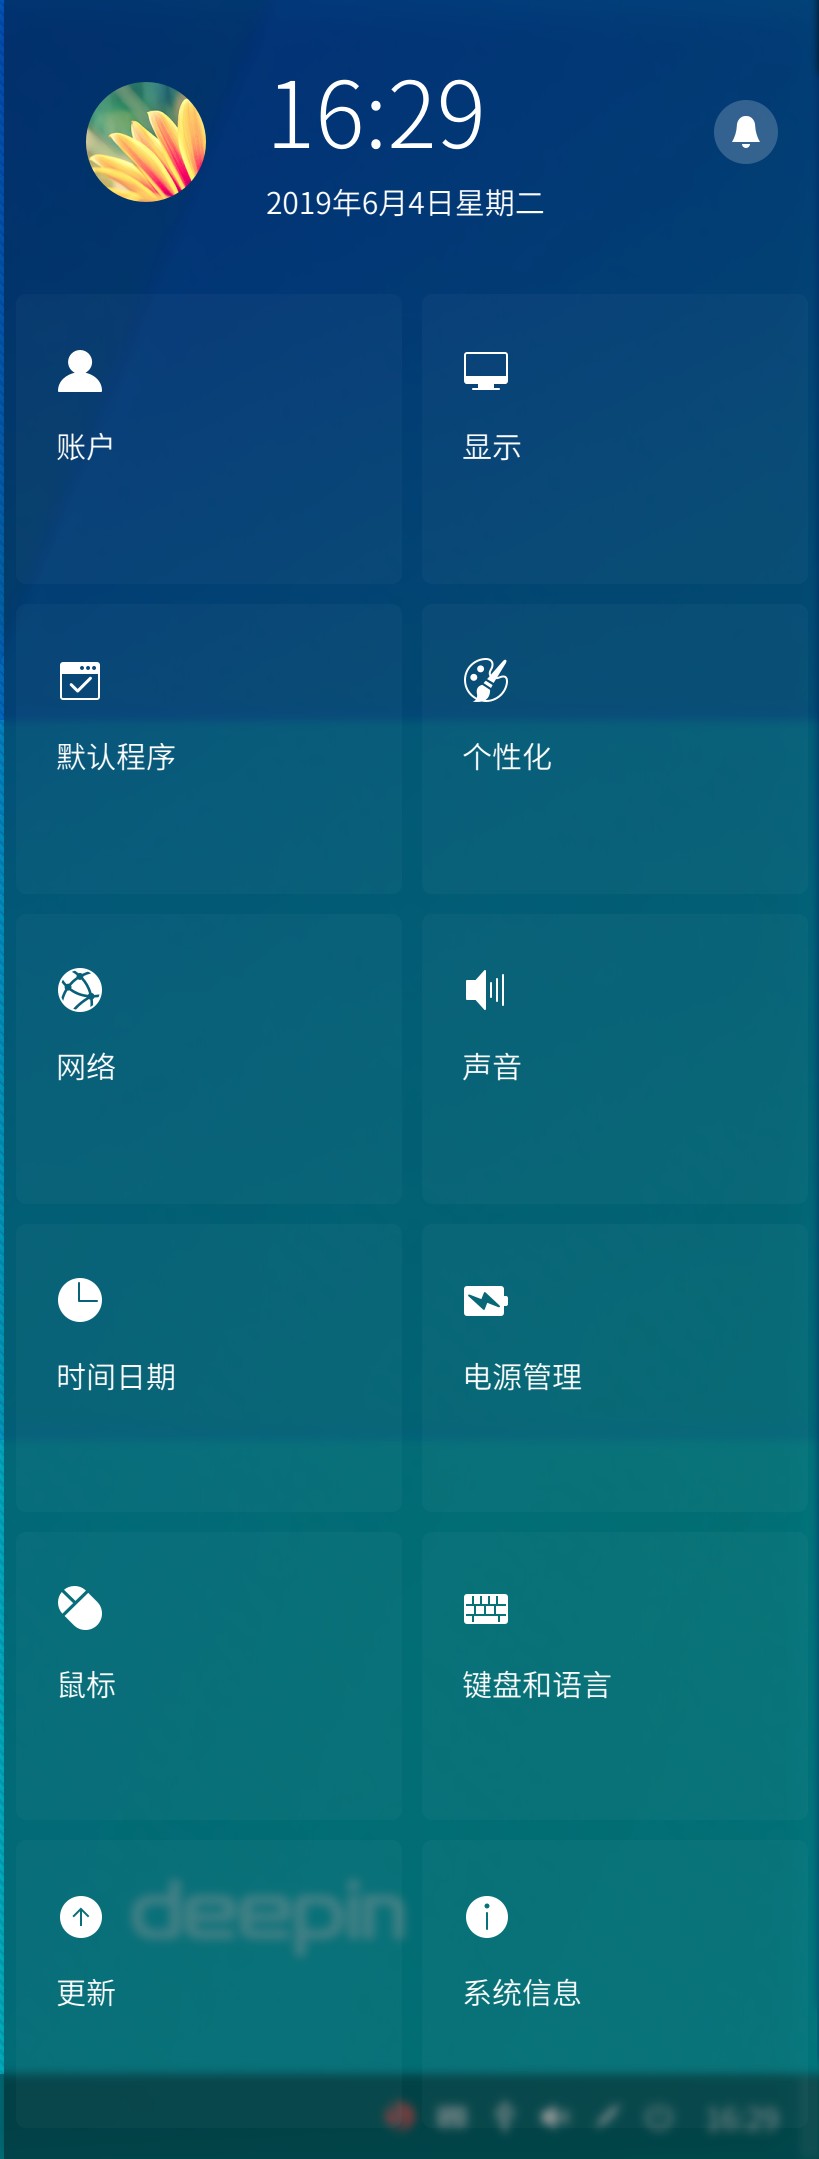 16:29
2019年6月4日星期二
账户
显示
默认程序
个性化
网络
声音
时间日期
电源管理
鼠标
键盘和语言
deepin
更新
系统信息
16:29